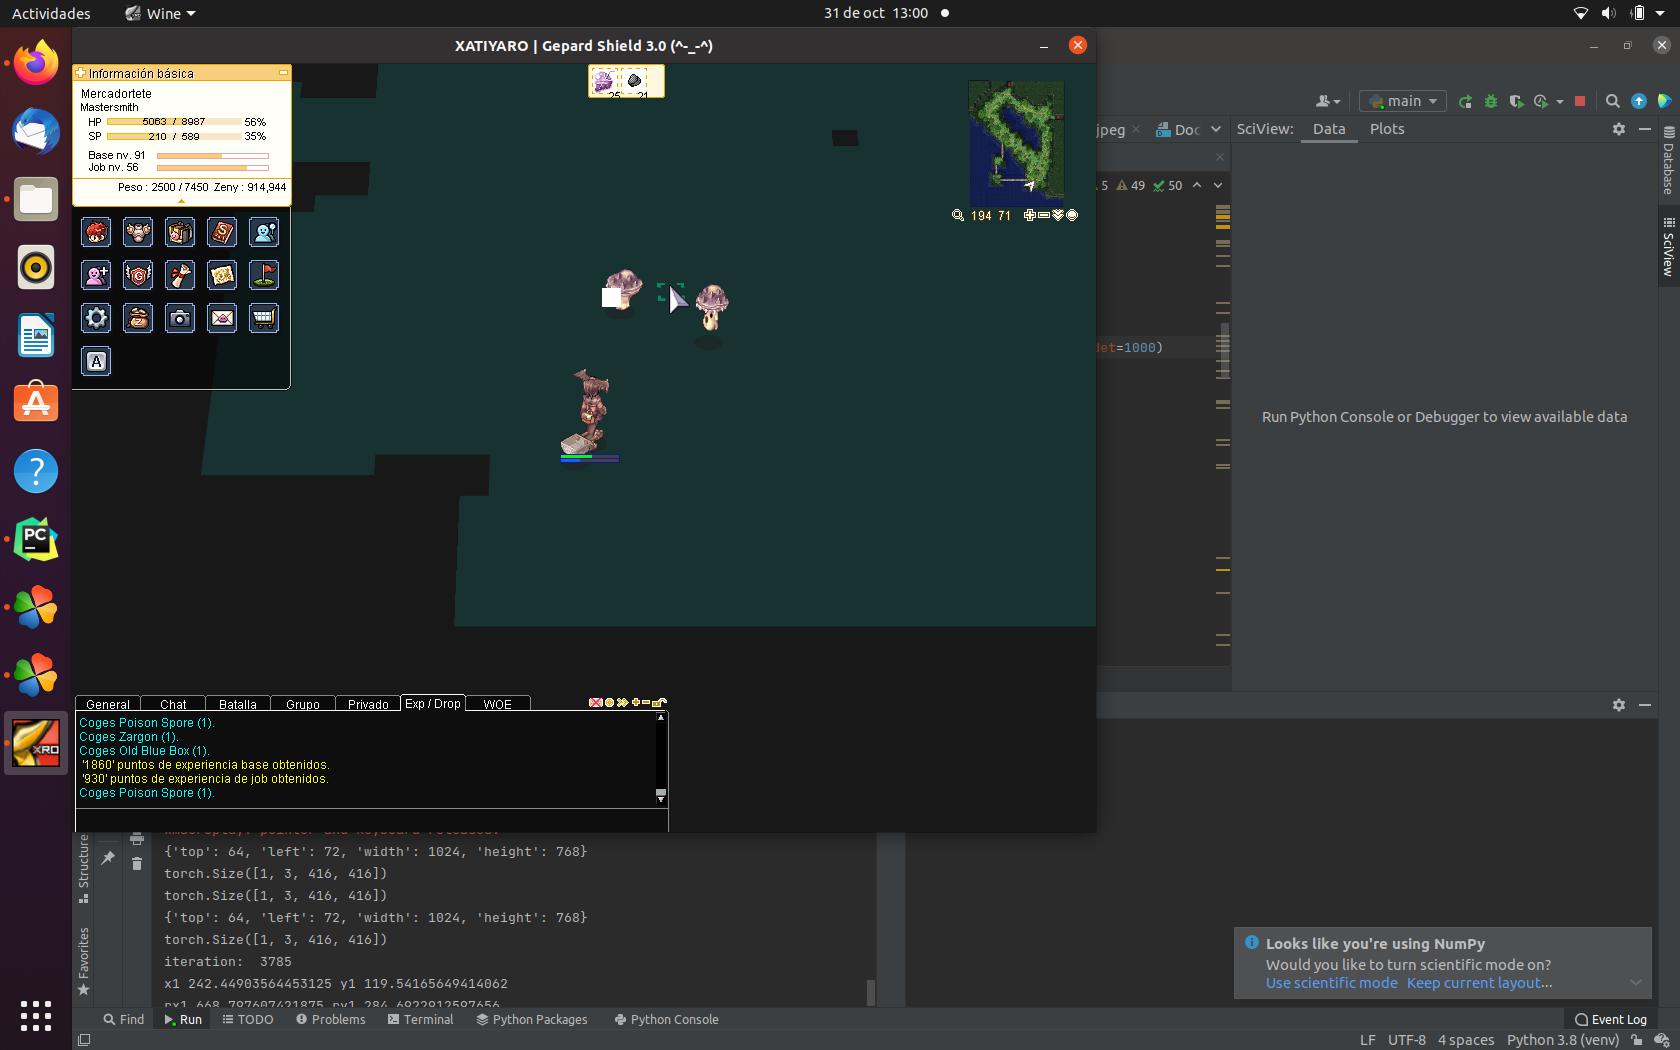 Actividades
Wine
31 de oct 13:00
XATIYARO | Gepard Shield 3.0 (^-_-^)
Información básica
Mercadortete
Mastersmith
HP 5063 / 8987 56%
SP 210 / 589 35%
Base nv. 91
Job nv. 56
Peso : 2500 / 7450 Zeny : 914,944
25 21
194 71
A
General
Chat
Batalla
Grupo
Privado
Exp / Drop
WOE
Coges Poison Spore (1).
Coges Zargon (1).
Coges Old Blue Box (1).
'1860' puntos de experiencia base obtenidos.
'930' puntos de experiencia de job obtenidos.
Coges Poison Spore (1).
main
jpeg
Doc
SciView:
Data
Plots
5 49 50
det=1000)
Run Python Console or Debugger to view available data
Database
SciView
Structure
Favorites
{'top': 64, 'left': 72, 'width': 1024, 'height': 768}
torch.Size([1, 3, 416, 416])
torch.Size([1, 3, 416, 416])
{'top': 64, 'left': 72, 'width': 1024, 'height': 768}
torch.Size([1, 3, 416, 416])
iteration: 3785
x1 242.44903564453125 y1 119.54165649414062
Looks like you're using NumPy
Would you like to turn scientific mode on?
Use scientific mode Keep current layout...
Find
Run
TODO
Problems
Terminal
Python Packages
Python Console
Event Log
LF UTF-8 4 spaces Python 3.8 (venv)
PC
XRO